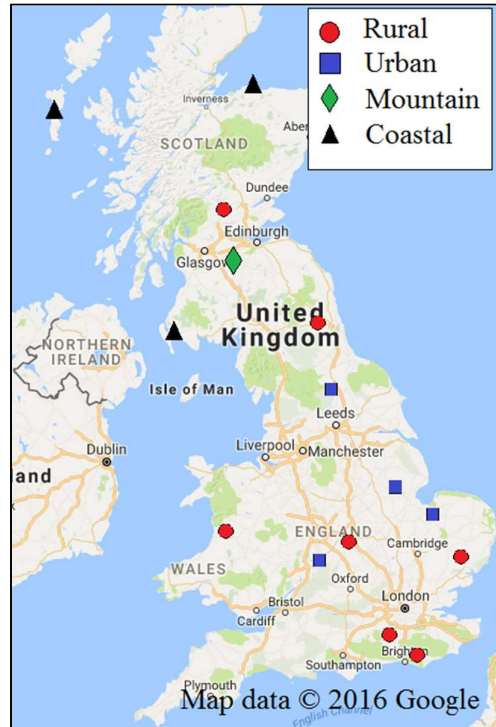 Rural
Urban
Mountain
Coastal
Inverness
Aber
SCOTLAND
Dundee
Edinburgh
Glasgow
United
Kingdom
NORTHERN
IRELAND
Isle of Man
Leeds
Dublin
Liverpool
Manchester
land
ENGLAND
Cambridge
WALES
Oxford
London
Bristol
Cardiff
Brighton
Southampton
Plymouth
English Channel
Map data © 2016 Google